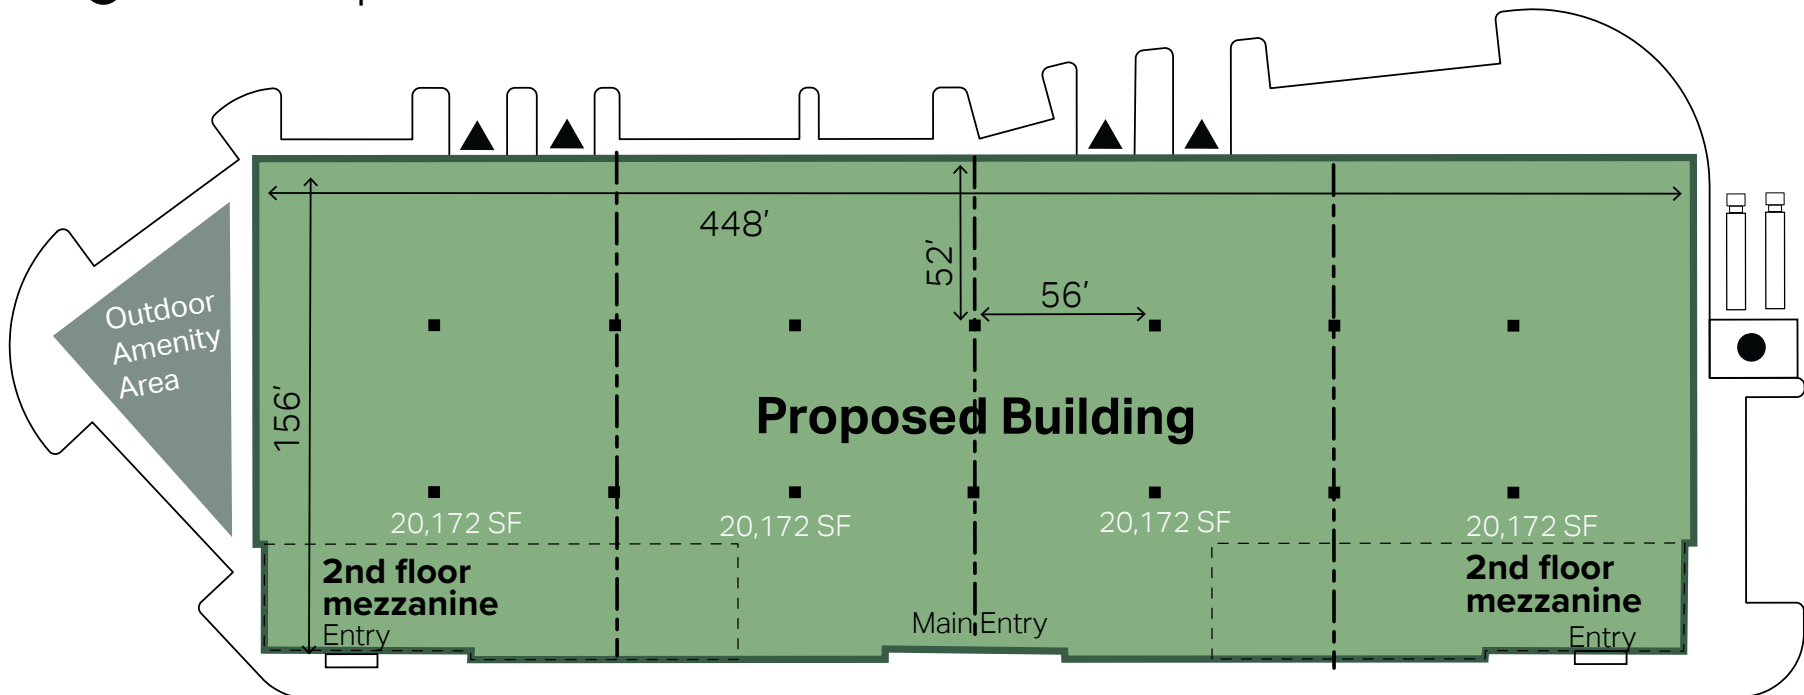 448’
52’
56’
Outdoor
Amenity
Area
156’
Proposed Building
20,172 SF
20,172 SF
20,172 SF
20,172 SF
2nd floor
mezzanine
Entry
Main Entry
2nd floor
mezzanine
Entry